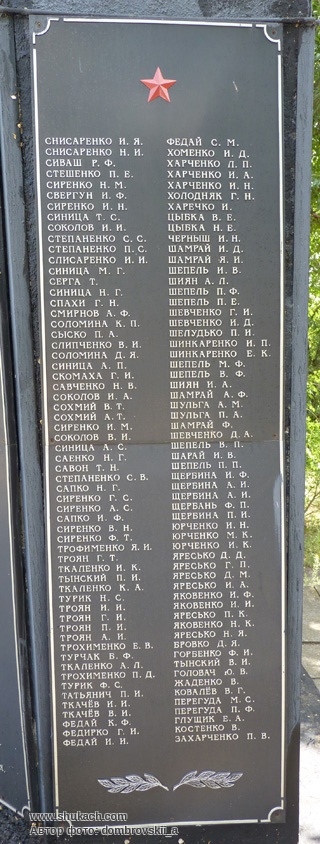 СНИСАРЕНКО И. Я.
СНИСАРЕНКО Н. И.
СИВАШ Р. Ф.
СТЕШЕНКО П. Е.
СИРЕНКО Н. М.
СВЕРГУН И. Ф.
СИРЕНКО И. Н.
СИНИЦА Т. С.
СОКОЛОВ И. И.
СТЕПАНЕНКО С. С.
СТЕПАНЕНКО П. С.
СЛИСАРЕНКО И. И.
СИНИЦА М. Г.
СЕРГА Т.
СИНИЦА Н. Г.
СПАХИ Г. Н.
СМИРНОВ А. Ф.
СОЛОМИНА К. П.
СЫСКО П. А.
СЛИПЧЕНКО В. И.
СОЛОМИНА Д. Я.
СИНИЦА А. П.
СКОМАХА Г. И.
САВЧЕНКО Н. В.
СОКОЛОВ И. А.
СОХМИЙ В. Т.
СОХМИЙ А. Т.
СИРЕНКО И. М.
СОКОЛОВ В. И.
СИНИЦА А. С.
САЕНКО Н. Г.
САВОН Т. Н.
СТЕПАНЕНКО С. В.
САПКО Н. Г.
СИРЕНКО Г. С.
СИРЕНКО А. С.
САПКО И. Ф.
СИРЕНКО В. Н.
СИРЕНКО Ф. Т.
ТРОФИМЕНКО Я. И.
ТРОЯН Г. Т.
ТКАЛЕНКО И. К.
ТЫНСКИЙ П. И.
ТКАЛЕНКО К. А.
ТУРИК Н. С.
ТРОЯН И. И.
ТРОЯН Г. И.
ТРОЯН П. И.
ТРОЯН А. И.
ТРОХИМЕНКО Е. В.
ТУРЧАК Б. Ф.
ТКАЛЕНКО А. Л.
ТРОХИМЕНКО П. Д.
ТУРИК Ф. С.
ТАТЬЯНИЧ П. И.
ТКАЧЁВ И. И.
ТКАЧЁВ В. И.
ФЕДАЙ К. Ф.
ФЕДИРКО Г. И.
ФЕДАЙ И. И.
ФЕДАЙ С. М.
ХОМЕНКО И. Д.
ХАРЧЕНКО Л. П.
ХАРЧЕНКО И. А.
ХАРЧЕНКО И. Н.
ХОЛОДНЯК Г. Н.
ХАРЕЧКО И.
ЦЫБКА В. Е.
ЦЫБКА Н. Е.
ЧЕРНЫШ И. Н.
ШАМРАЙ И. Д.
ШАМРАЙ Я. И.
ШЕПЕЛЬ И. В.
ШИЯН А. Л.
ШЕПЕЛЬ П. Ф.
ШЕПЕЛЬ П. Е.
ШЕВЧЕНКО Г. И.
ШЕВЧЕНКО И. Д.
ШЕЛУДЬКО П. И.
ШИНКАРЕНКО И. П.
ШИНКАРЕНКО Е. К.
ШЕПЕЛЬ М. Ф.
ШЕПЕЛЬ В. Ф.
ШИЯН И. А.
ШАМРАЙ А. Ф.
ШУЛЬГА А. М.
ШУЛЬГА П. А.
ШАМРАЙ Ф.
ШЕВЧЕНКО Д. А.
ШЕПЕЛЬ В. П.
ШАРАЙ И. В.
ШЕПЕЛЬ П. П.
ЩЕРБИНА И. Ф.
ЩЕРБИНА А. И.
ЩЕРБИНА А. И.
ЩЕРБАНЬ Ф. П.
ЩЕРБИНА П. И.
ЮРЧЕНКО И. Н.
ЮРЧЕНКО М. К.
ЮРЧЕНКО И. К.
ЯРЕСЬКО Д. Д.
ЯРЕСЬКО Г. П.
ЯРЕСЬКО Д. М.
ЯРЕСЬКО И. А.
ЯКОВЕНКО И. Ф.
ЯКОВЕНКО И. И.
ЯРЕСЬКО П. К.
ЯКОВЕНКО Н. К.
ЯРЕСЬКО Н. Я.
БРОВКО Д. Я.
ГОРБЕНКО Ф. И.
ТЫНСКИЙ В. И.
ГОЛОВАЧ Ю. В.
ЖАДЕНКО В.
КОВАЛЁВ В. Г.
ПЕРЕГУДА М. С.
ПЕРЕГУДА П. Ф.
ГЛУЩИК Е. А.
КОСТЕНКО В.
ЗАХАРЧЕНКО П. В.
www.shukach.com
Автор фото: dombrovskii_a